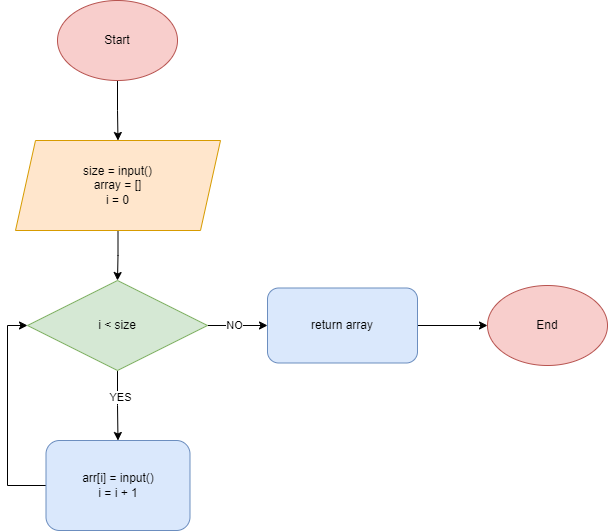 Start
size = input()
array = []
i = 0
i < size
NO
return array
End
YES
arr[i] = input()
i = i + 1